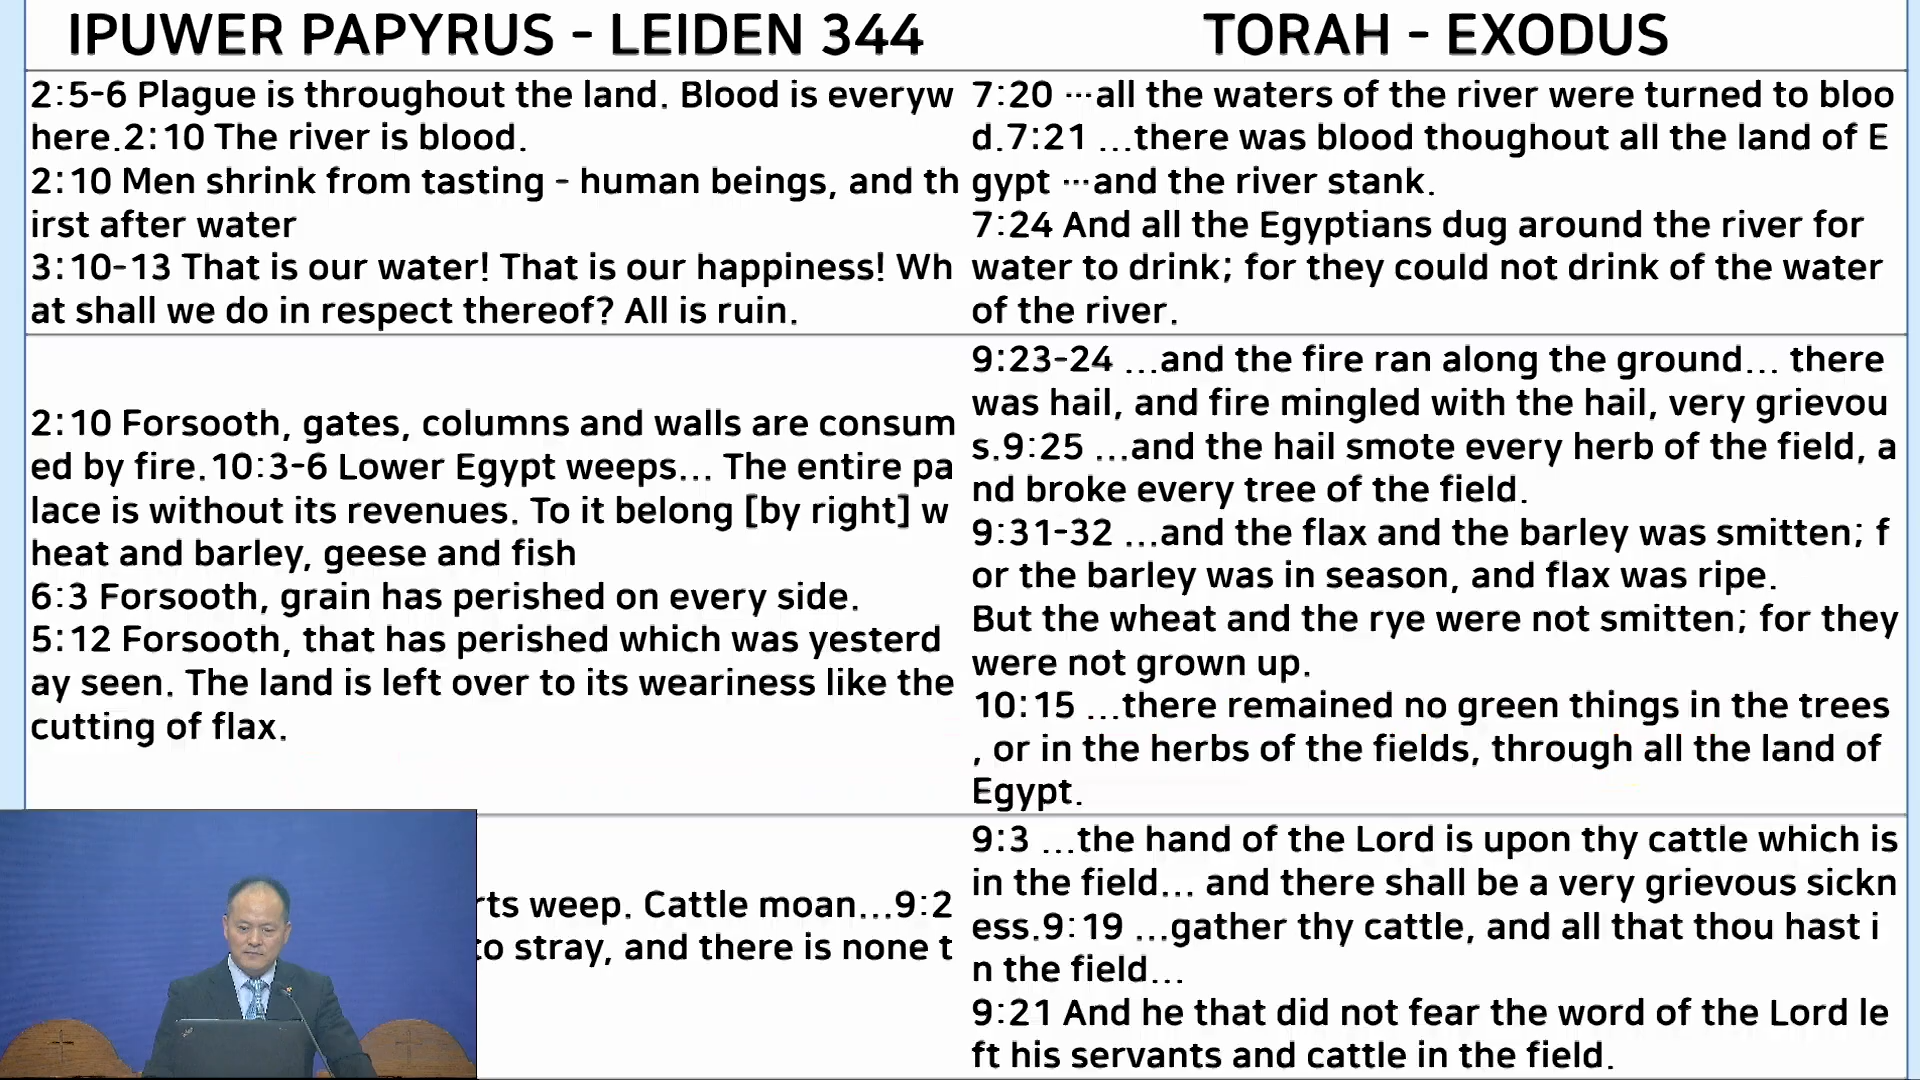 IPUWER PAPYRUS - LEIDEN 344
2:5-6 Plague is throughout the land. Blood is everyw
here.2:10 The river is blood.
2:10 Men shrink from tasting - human beings, and th
irst after water
3:10-13 That is our water! That is our happiness! Wh
at shall we do in respect thereof? All is ruin.
2:10 Forsooth, gates, columns and walls are consum
ed by fire.10:3-6 Lower Egypt weeps... The entire pa
lace is without its revenues. To it belong [by right] w
heat and barley, geese and fish
6:3 Forsooth, grain has perished on every side.
5:12 Forsooth, that has perished which was yesterd
ay seen. The land is left over to its weariness like the
cutting of flax.
rts weep. Cattle moan...9:2
to stray, and there is none t
TORAH - EXODUS
7:20 ⋯all the waters of the river were turned to bloo
d.7:21 ...there was blood thoughout all the land of E
gypt ⋯and the river stank.
7:24 And all the Egyptians dug around the river for
water to drink; for they could not drink of the water
of the river.
9:23-24 ...and the fire ran along the ground... there
was hail, and fire mingled with the hail, very grievou
s.9:25 ...and the hail smote every herb of the field, a
nd broke every tree of the field.
9:31-32 ...and the flax and the barley was smitten; f
or the barley was in season, and flax was ripe.
But the wheat and the rye were not smitten; for they
were not grown up.
10:15 ...there remained no green things in the trees
, or in the herbs of the fields, through all the land of
Egypt.
9:3 ...the hand of the Lord is upon thy cattle which is
in the field... and there shall be a very grievous sickn
ess.9:19 ...gather thy cattle, and all that thou hast i
n the field...
9:21 And he that did not fear the word of the Lord le
ft his servants and cattle in the field.